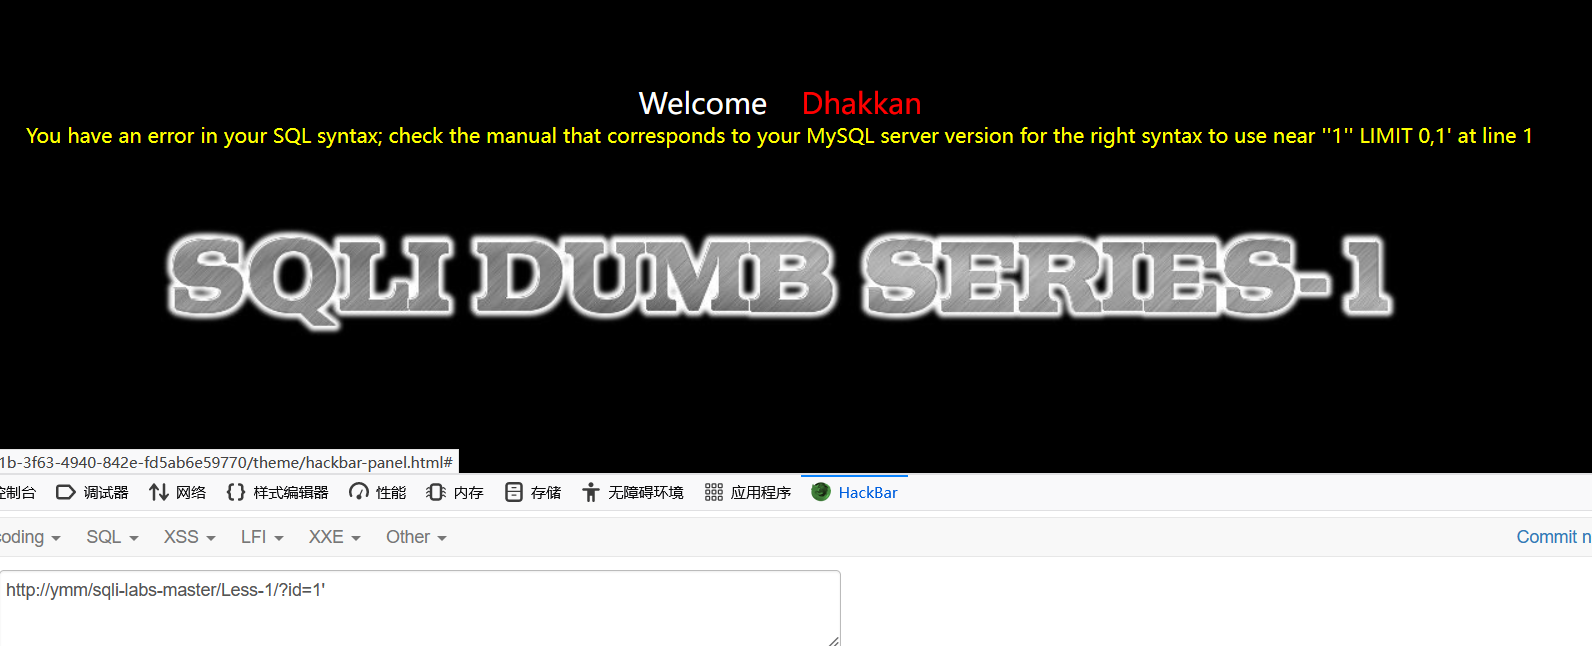 Welcome Dhakkan
You have an error in your SQL syntax; check the manual that corresponds to your MySQL server version for the right syntax to use near ''1'' LIMIT 0,1' at line 1
SQLI DUMB SERIES-1
1b-3f63-4940-842e-fd5ab6e59770/theme/hackbar-panel.html#
控制台 调试器 网络 样式编辑器 性能 内存 存储 无障碍环境 应用程序 HackBar
coding SQL XSS LFI XXE Other Commit n
http://ymm/sqli-labs-master/Less-1/?id=1'